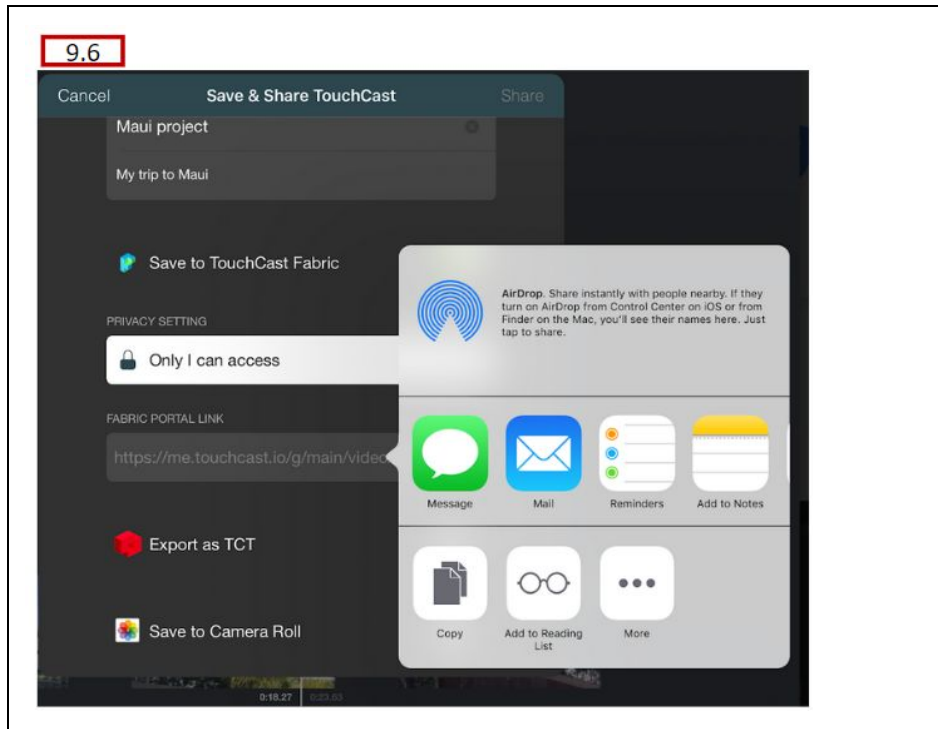 9.6
Cancel Save & Share TouchCast Share
Maui project
My trip to Maui
Save to TouchCast Fabric
PRIVACY SETTING
Only I can access
FABRIC PORTAL LINK
https://me.touchcast.io/g/main/video
Export as TCT
Save to Camera Roll
AirDrop. Share instantly with people nearby. If they
turn on AirDrop from Control Center on iOS or from
Finder on the Mac, you'll see their names here. Just
tap to share.
Message Mail Reminders Add to Notes
Copy Add to Reading More
List
0:18.27 0:23.63